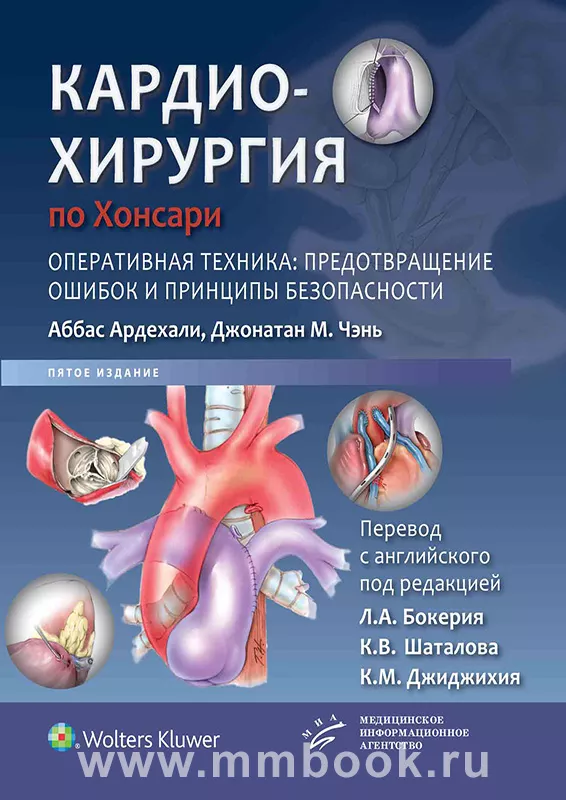 КАРДИО-
ХИРУРГИЯ
по Хонсари
ОПЕРАТИВНАЯ ТЕХНИКА: ПРЕДОТВРАЩЕНИЕ
ОШИБОК И ПРИНЦИПЫ БЕЗОПАСНОСТИ
Аббас Ардехали, Джонатан М. Чэнь
ПЯТОЕ ИЗДАНИЕ
Перевод
с английского
под редакцией
Л.А. Бокерия
К.В. Шаталова
К.М. Джиджихия
Wolters Kluwer
МИА
МЕДИЦИНСКОЕ
ИНФОРМАЦИОННОЕ
АГЕНТСТВО
www.mmbook.ru